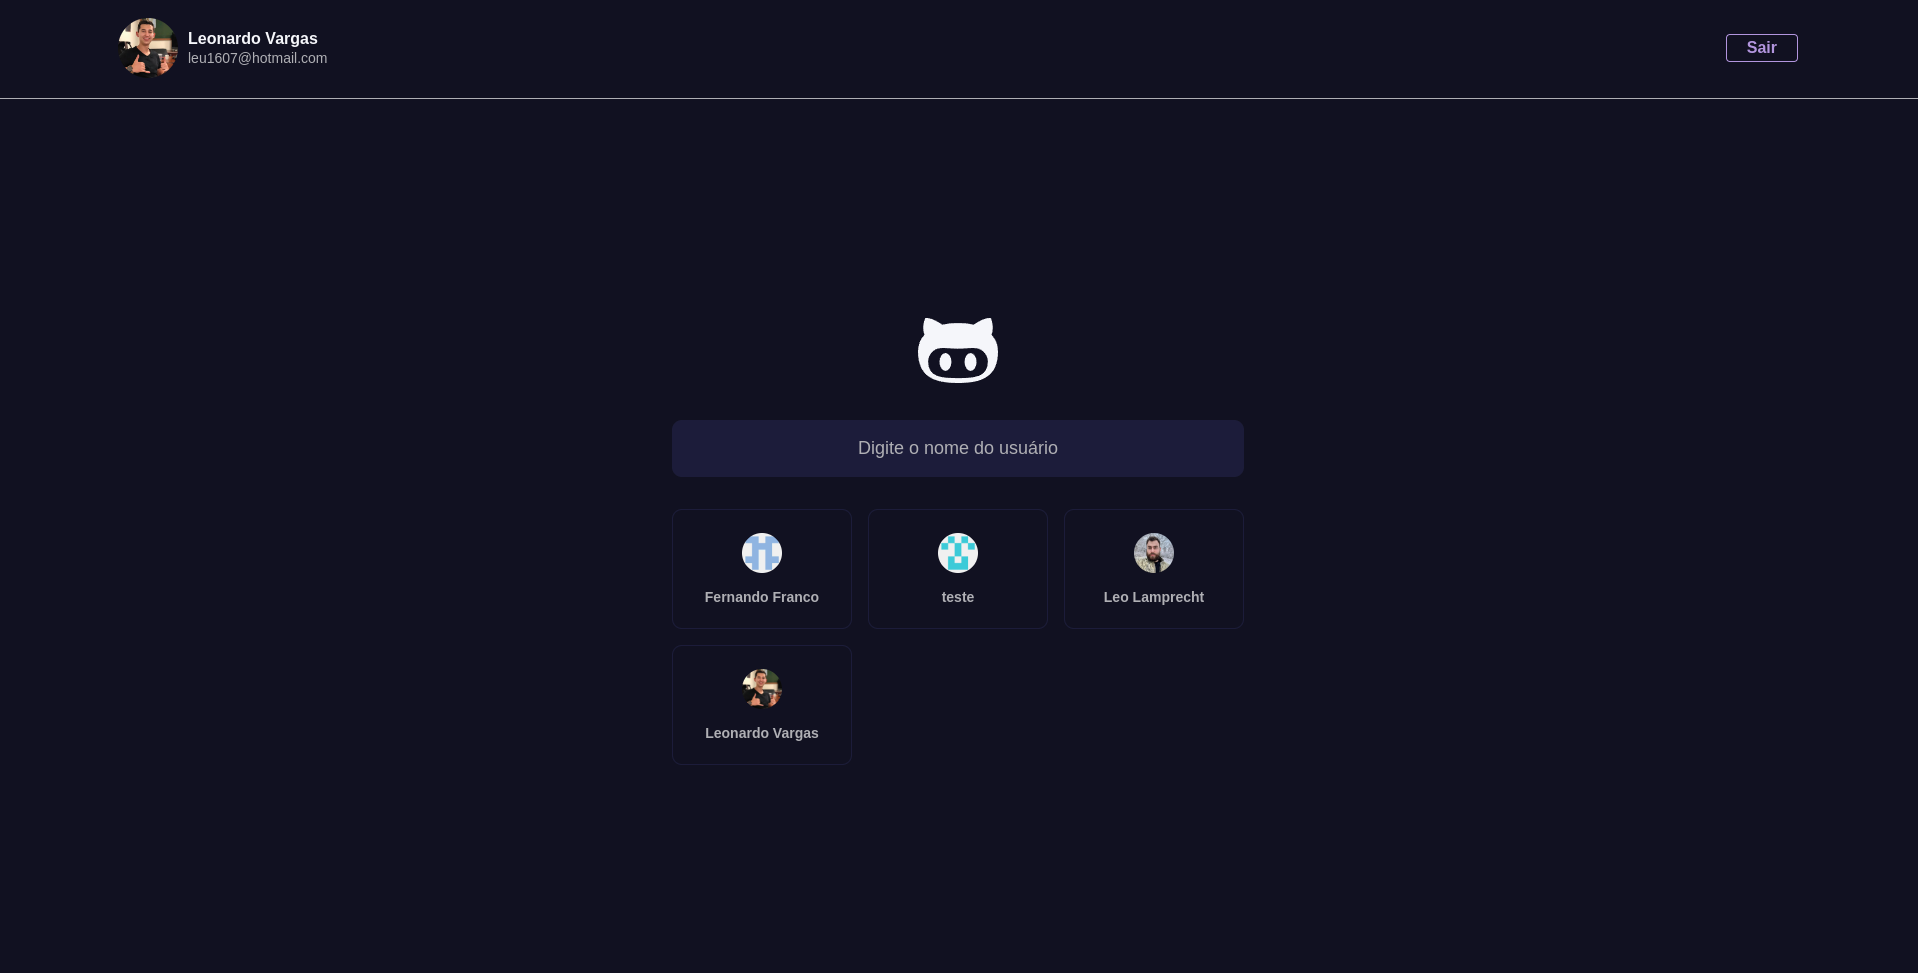 Leonardo Vargas
leu1607@hotmail.com
Sair
Digite o nome do usuário
Fernando Franco
teste
Leo Lamprecht
Leonardo Vargas